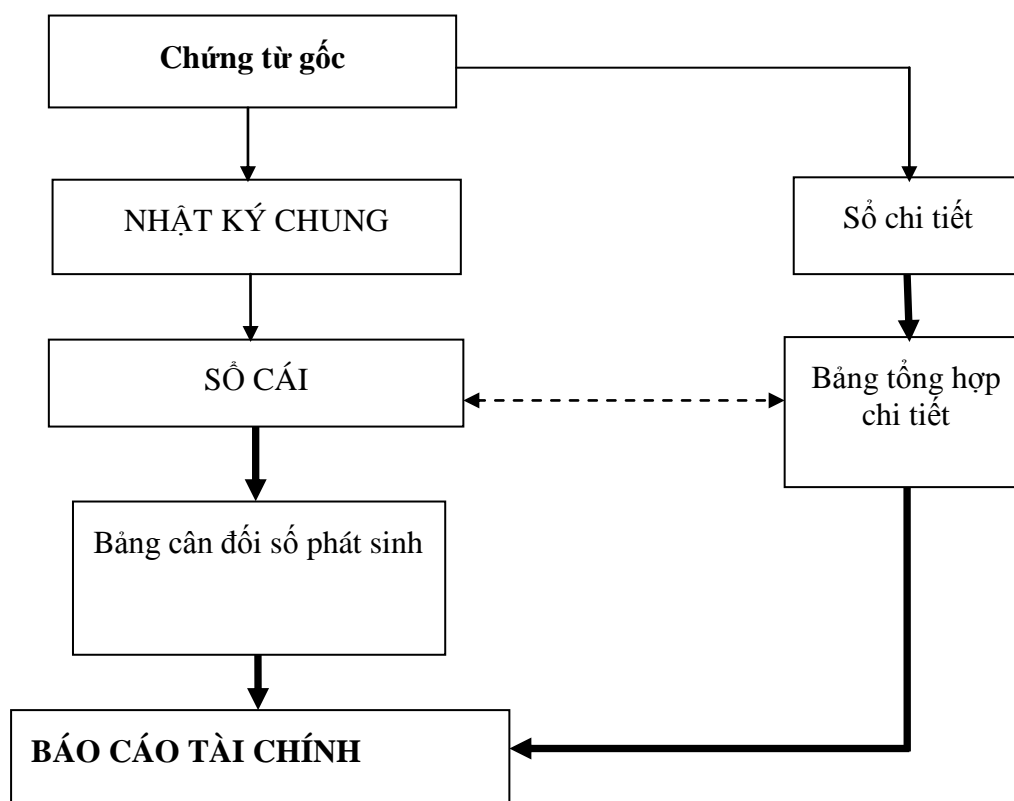 Chứng từ gốc
NHẬT KÝ CHUNG
Sổ chi tiết
SỔ CÁI
Bảng tổng hợp
chi tiết
Bảng cân đối số phát sinh
BÁO CÁO TÀI CHÍNH